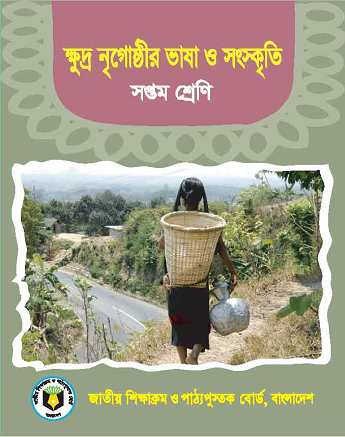 ক্ষুদ্র নৃগোষ্ঠীর ভাষা ও সংস্কৃতি
সপ্তম শ্রেণি
জাতীয় শিক্ষাক্রম ও পাঠ্যপুস্তক বোর্ড, বাংলাদেশ